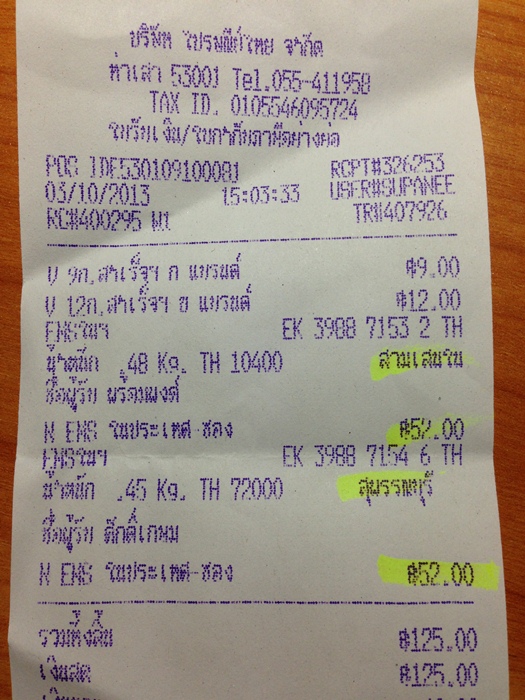 บริษัท ไปรษณีย์ไทย จำกัด
ท่าเสา 53001 Tel.055-411958
TAX ID. 0105546095724
ใบรับเงิน/ใบกำกับภาษีอย่างย่อ
POS IDE530109100081 RCPT#326253
03/10/2013 15:03:33 USER#SUPANEE
RC#400295 N1 TR#407926
บ 9ก.สำเร็จฯ ก แบรนด์ ฿9.00
บ 12ก.สำเร็จฯ ข แบรนด์ ฿12.00
EMSในฯ EK 3988 7153 2 TH
น้ำหนัก .48 Kg. TH 10400 สามเสนใน
ชื่อผู้รับ พร้อมพงศ์
N EMS ในประเทศ-ซอง ฿52.00
EMSในฯ EK 3988 7154 6 TH
น้ำหนัก .45 Kg. TH 72000 สุพรรณบุรี
ชื่อผู้รับ ศักดิ์เกษม
N EMS ในประเทศ-ซอง ฿52.00
รวมทั้งสิ้น ฿125.00
เงินสด ฿125.00